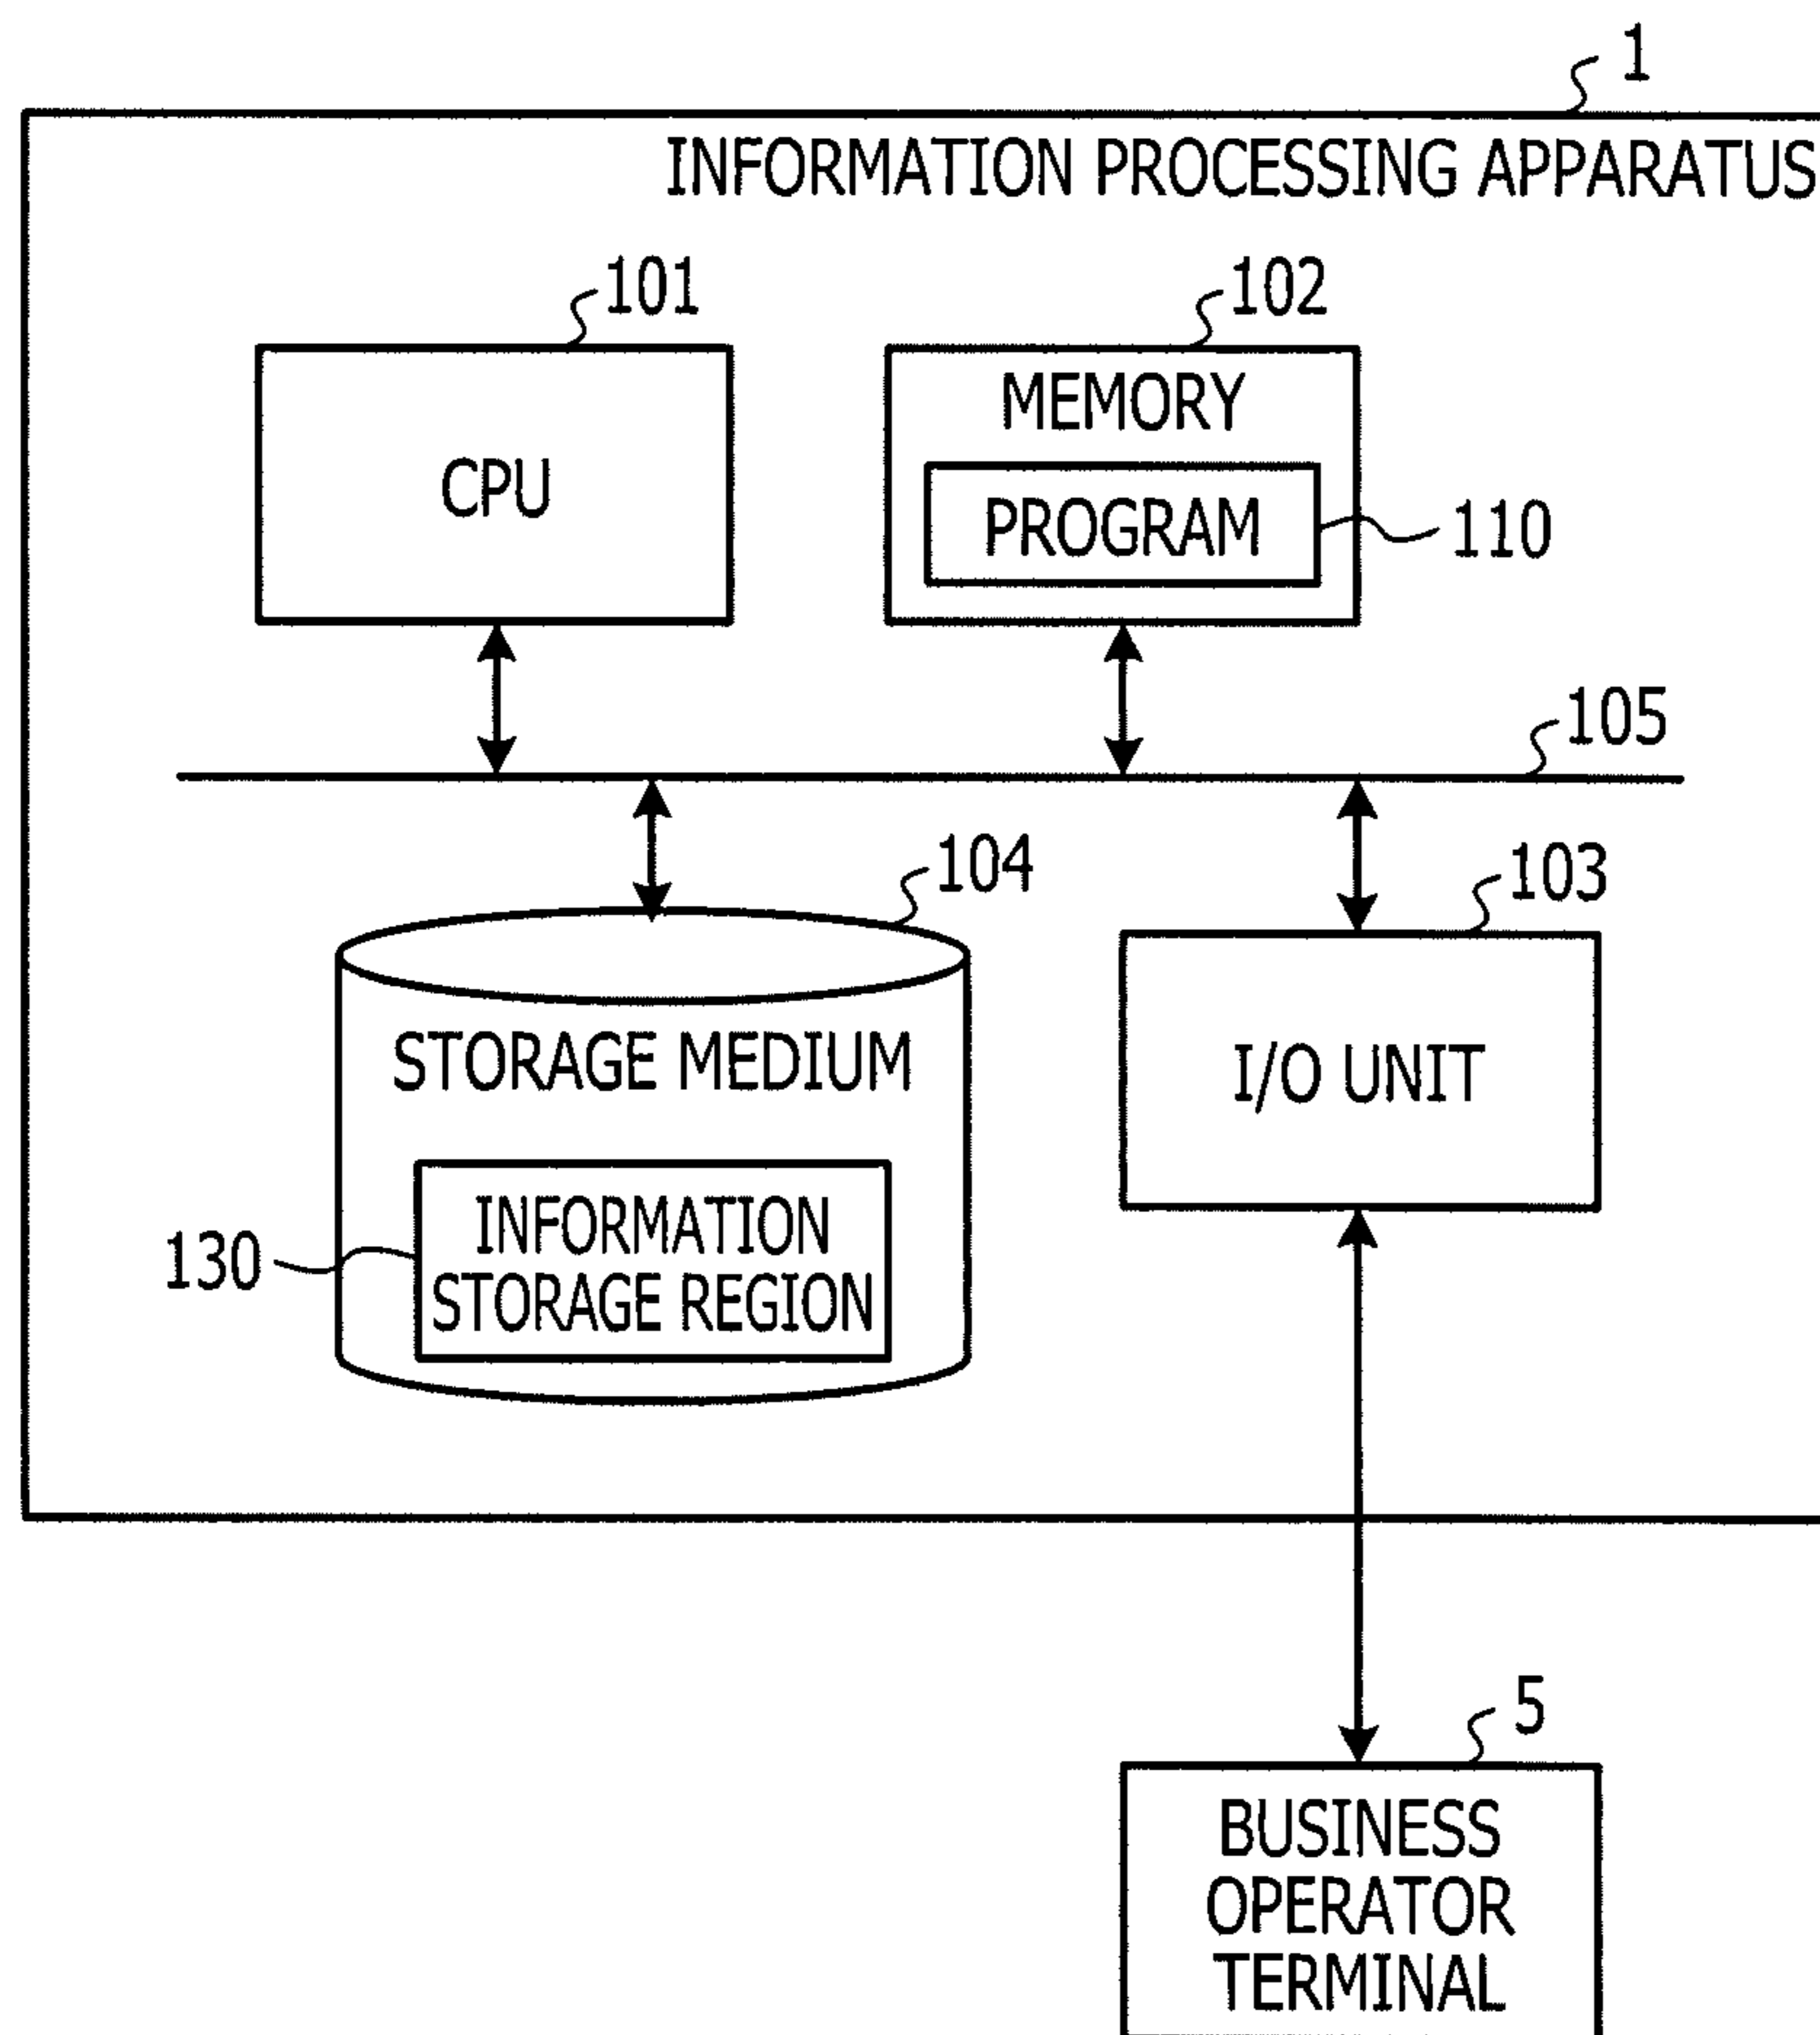 1
INFORMATION PROCESSING APPARATUS
101
102
CPU
MEMORY
PROGRAM
110
105
104
103
STORAGE MEDIUM
I/O UNIT
130
INFORMATION
STORAGE REGION
5
BUSINESS
OPERATOR
TERMINAL